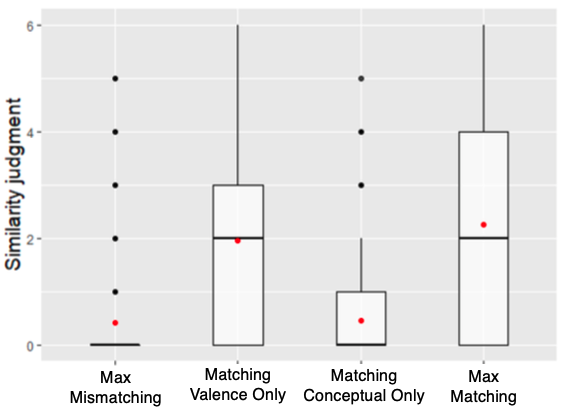 Similarity judgment
6
4
2
0
Max
Mismatching
Matching
Valence Only
Matching
Conceptual Only
Max
Matching